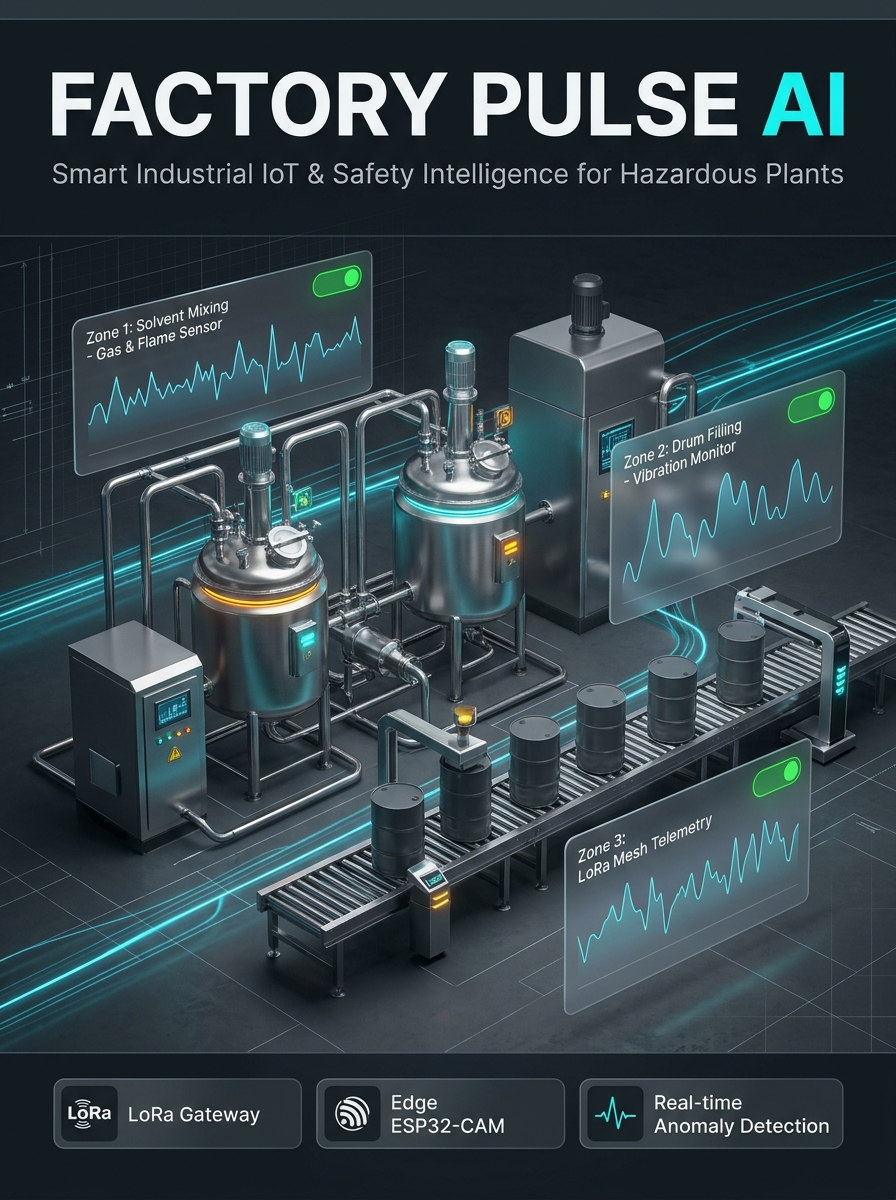 FACTORY PULSE AI
Smart Industrial IoT & Safety Intelligence for Hazardous Plants
Zone 1: Solvent Mixing
- Gas & Flame Sensor
Zone 2: Drum Filling
- Vibration Monitor
Zone 3:
LoRa Mesh Telemetry
LoRa
LoRa Gateway
Edge
ESP32-CAM
Real-time
Anomaly Detection